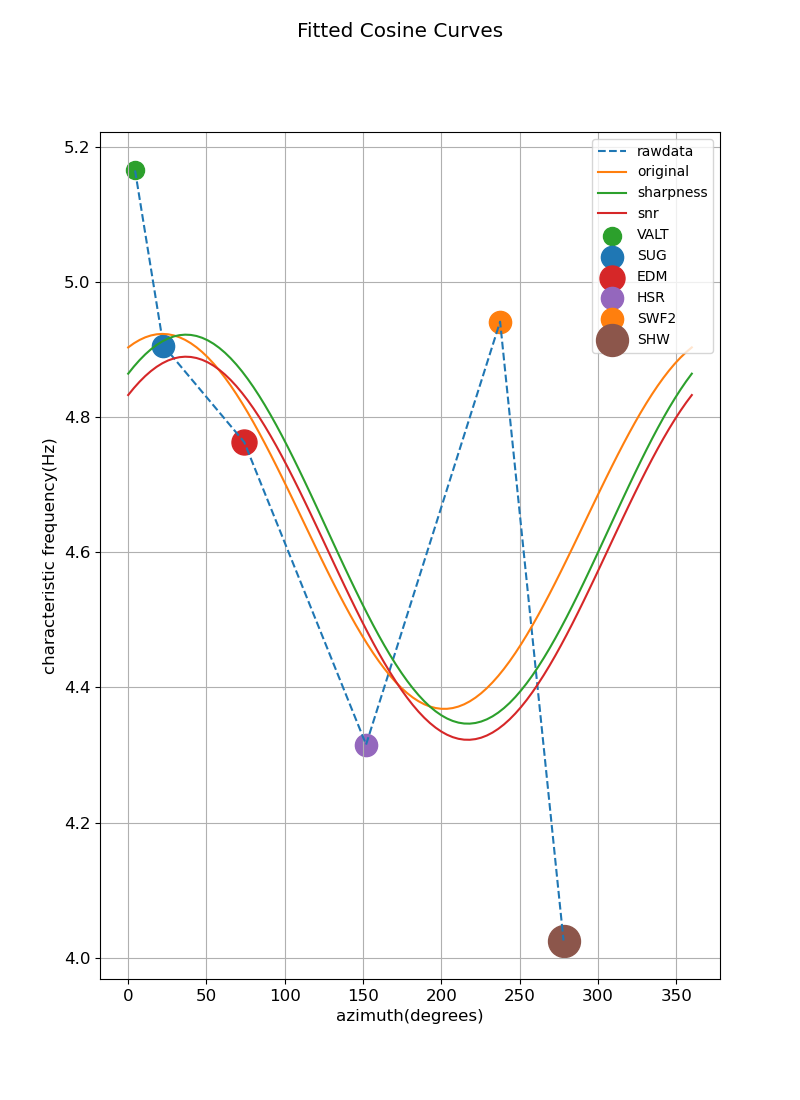 Fitted Cosine Curves
rawdata
original
sharpness
snr
VALT
SUG
EDM
HSR
SWF2
SHW
characteristic frequency(Hz)
5.2
5.0
4.8
4.6
4.4
4.2
4.0
0 50 100 150 200 250 300 350
azimuth(degrees)